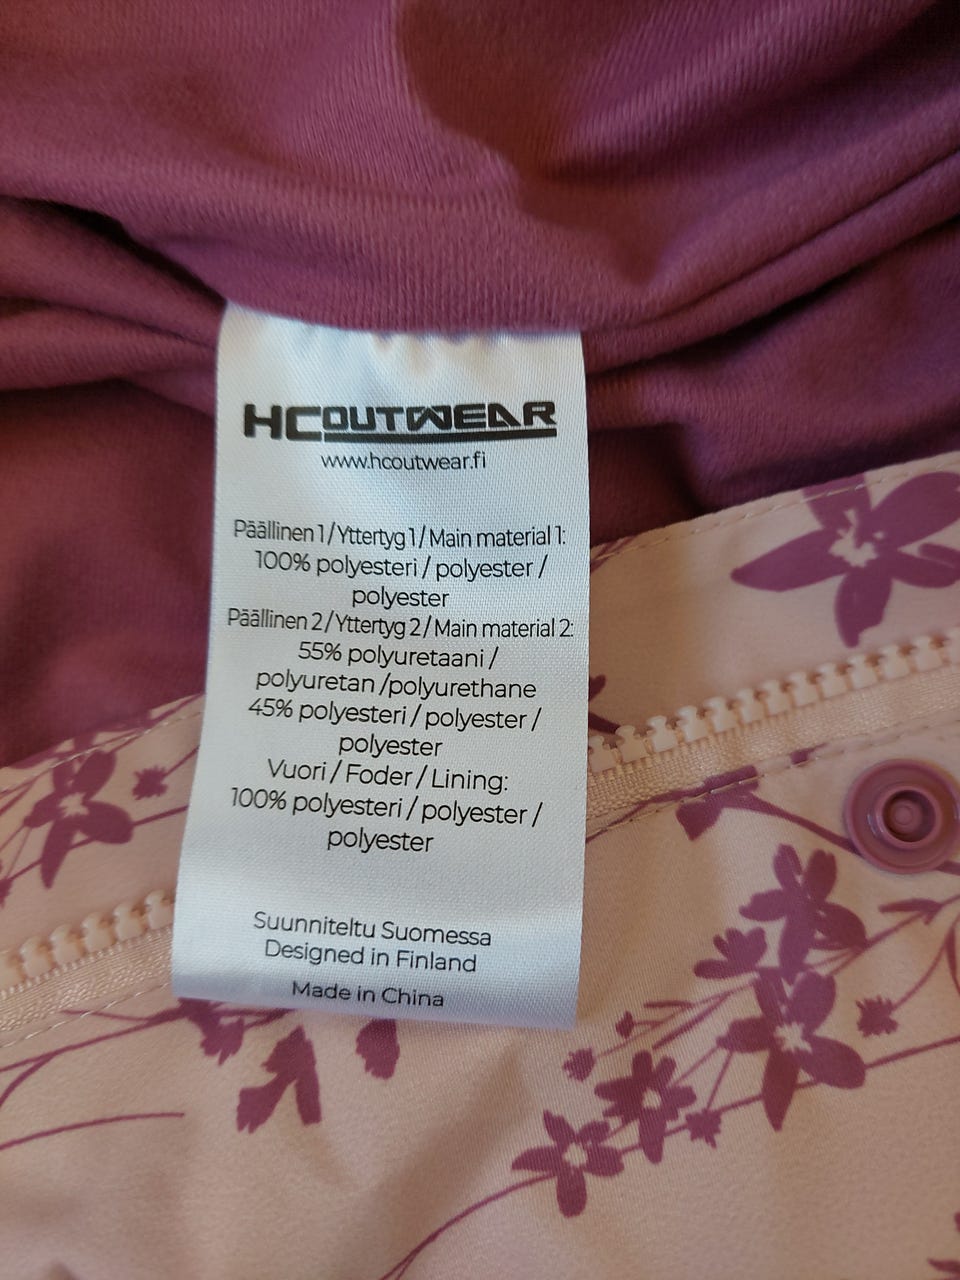 HCOUTWEAR
www.hcoutwear.fi
Päällinen 1 / Yttertyg 1 / Main material 1:
100% polyesteri / polyester /
polyester
Päällinen 2 / Yttertyg 2 / Main material 2:
55% polyuretaani /
polyuretan /polyurethane
45% polyesteri / polyester /
polyester
Vuori / Foder / Lining:
100% polyesteri / polyester /
polyester
Suunniteltu Suomessa
Designed in Finland
Made in China